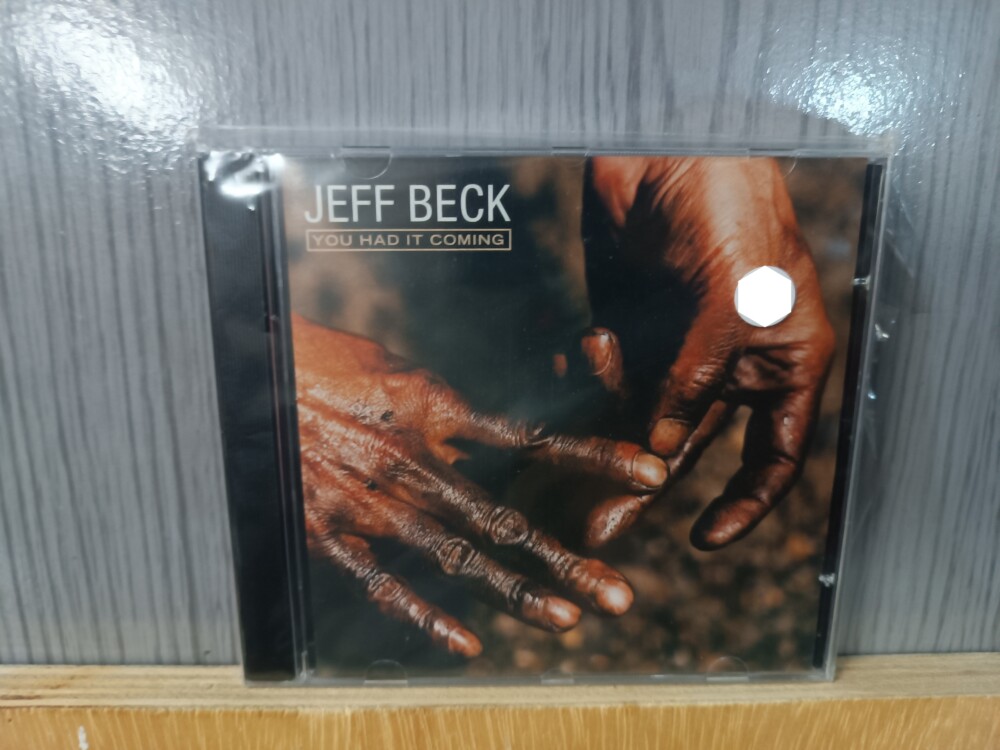 JEFF BECK
YOU HAD IT COMING